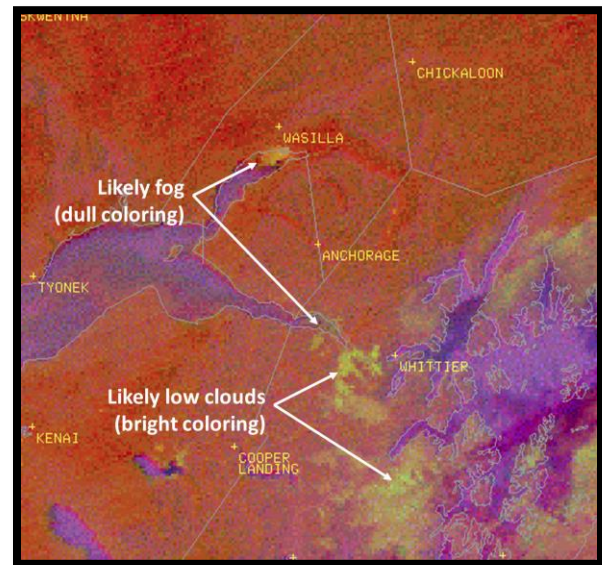 SKWENTNA
CHICKALOON
WASILLA
Likely fog
(dull coloring)
ANCHORAGE
TYONEK
WHITTIER
Likely low clouds
(bright coloring)
KENAI
COOPER
LANDING